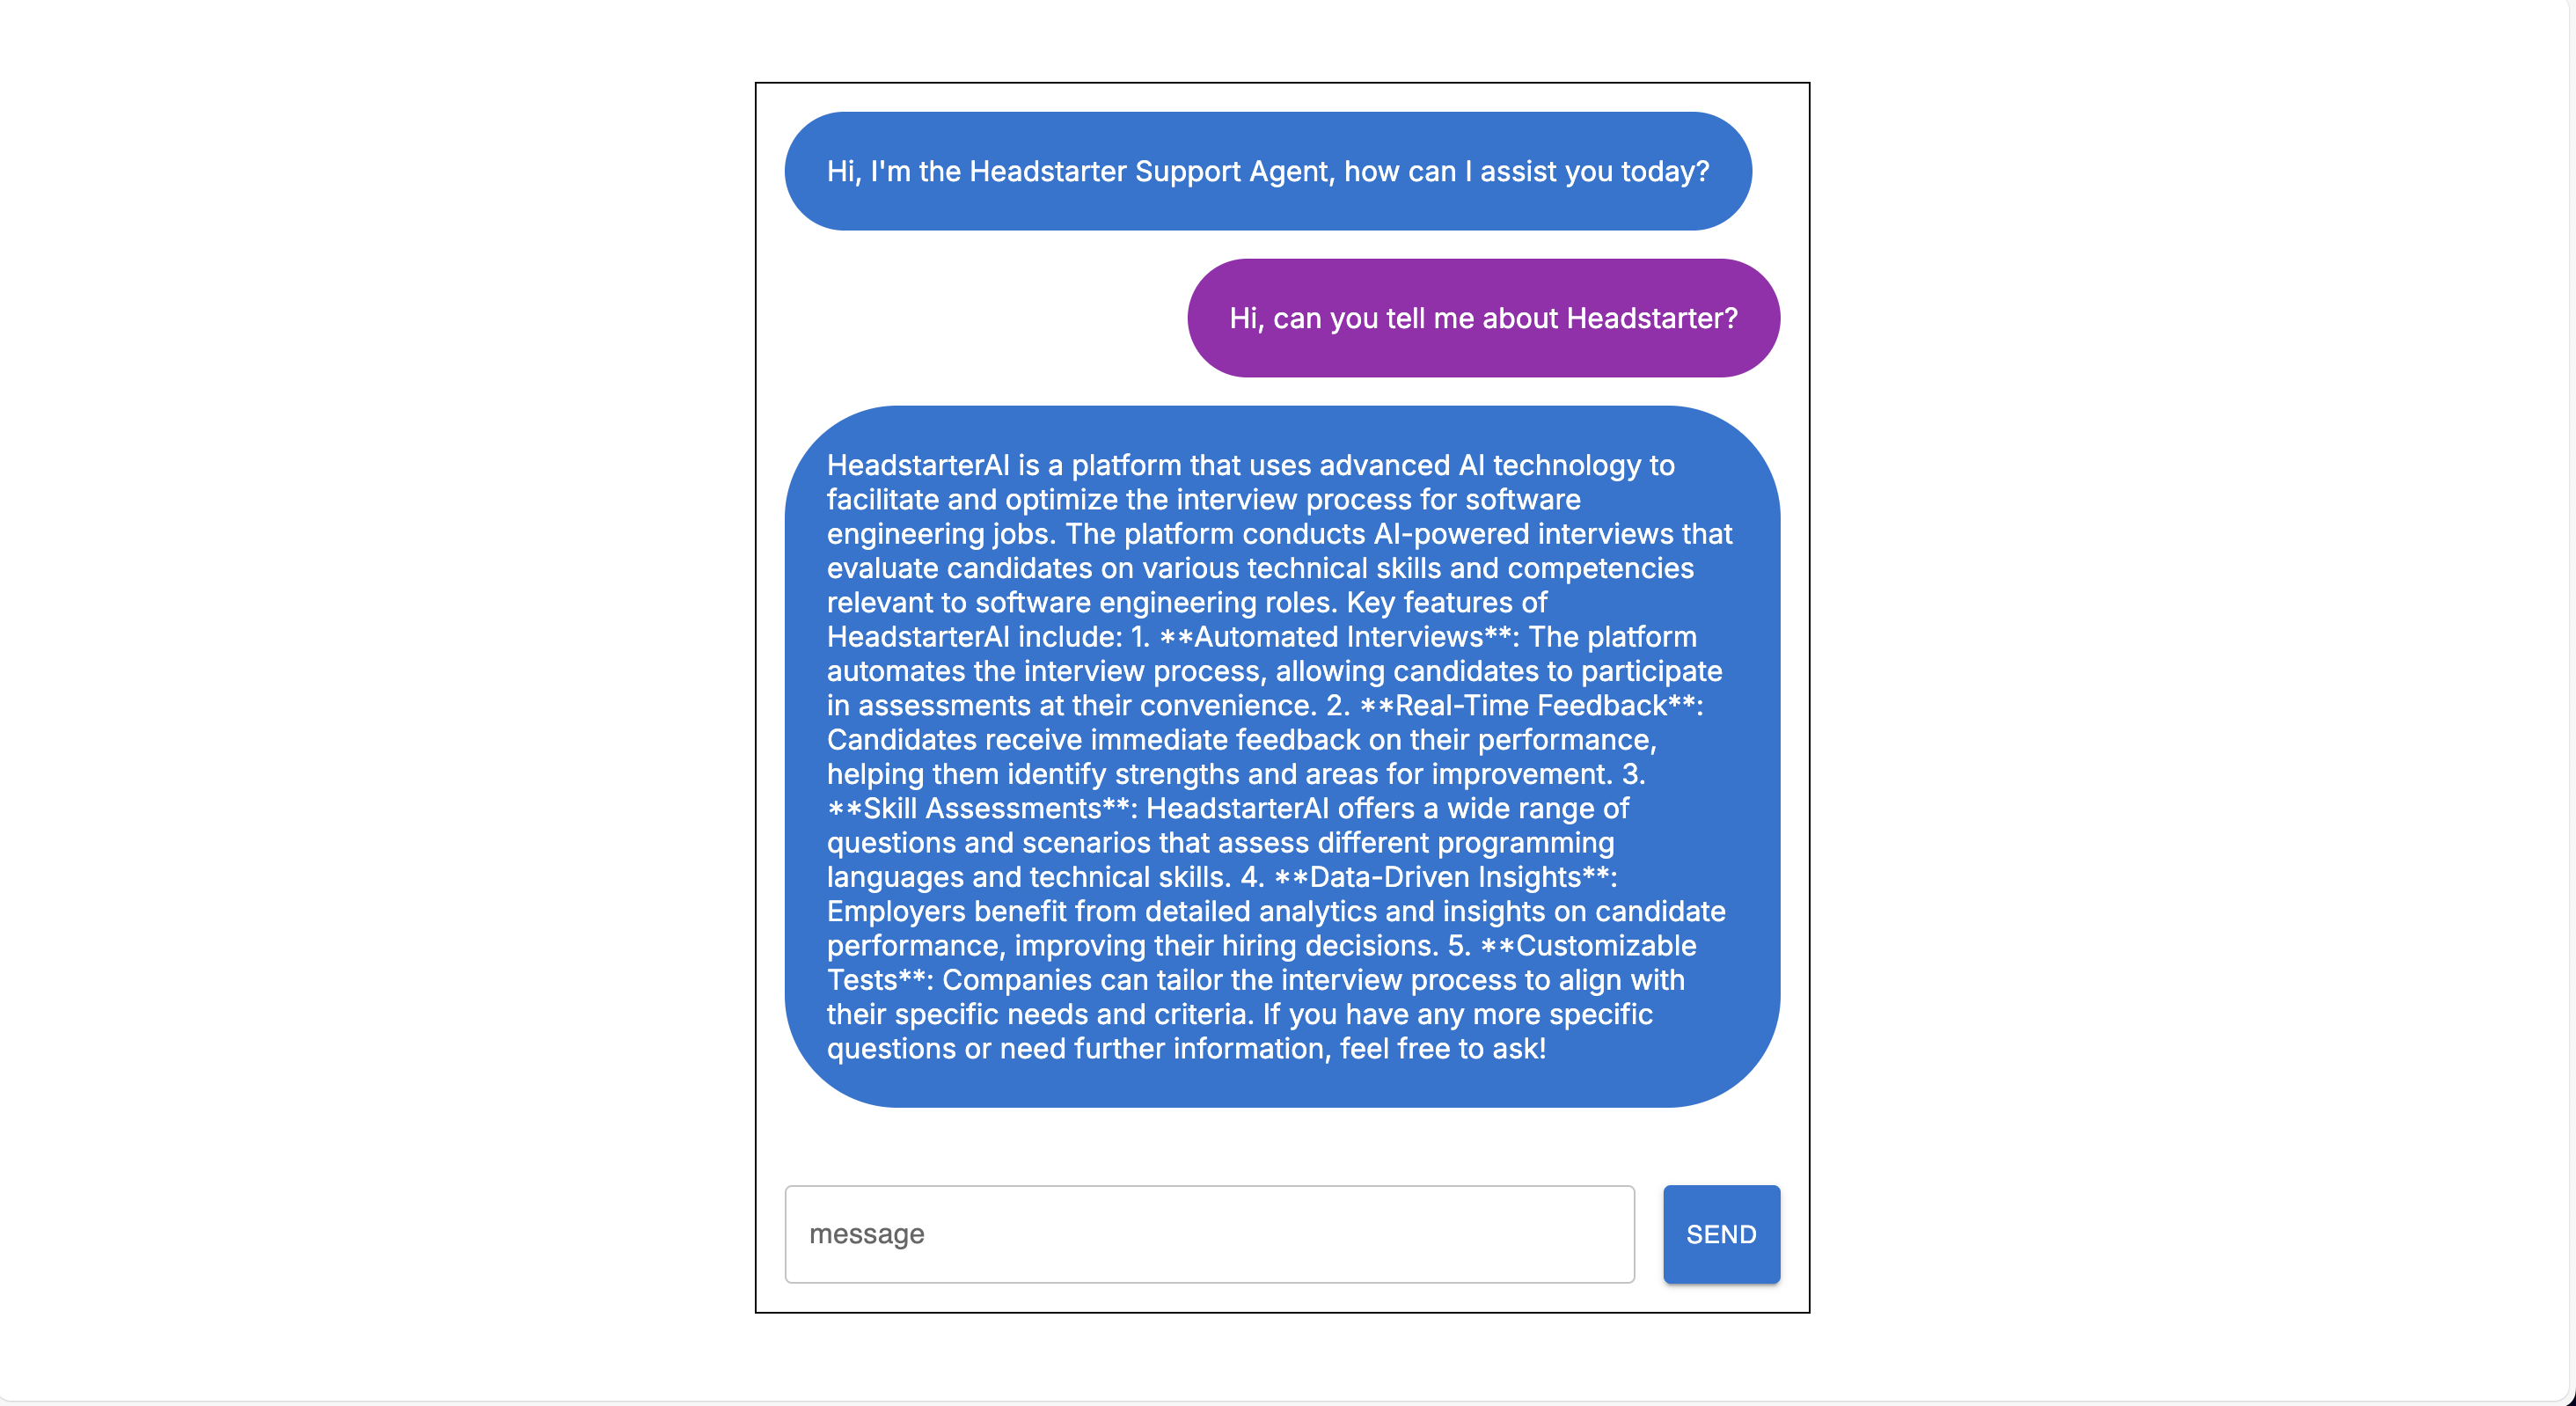 Hi, I'm the Headstarter Support Agent, how can I assist you today?
Hi, can you tell me about Headstarter?
HeadstarterAI is a platform that uses advanced AI technology to
facilitate and optimize the interview process for software
engineering jobs. The platform conducts AI-powered interviews that
evaluate candidates on various technical skills and competencies
relevant to software engineering roles. Key features of
HeadstarterAI include: 1. **Automated Interviews**: The platform
automates the interview process, allowing candidates to participate
in assessments at their convenience. 2. **Real-Time Feedback**:
Candidates receive immediate feedback on their performance,
helping them identify strengths and areas for improvement. 3.
**Skill Assessments**: HeadstarterAI offers a wide range of
questions and scenarios that assess different programming
languages and technical skills. 4. **Data-Driven Insights**:
Employers benefit from detailed analytics and insights on candidate
performance, improving their hiring decisions. 5. **Customizable
Tests**: Companies can tailor the interview process to align with
their specific needs and criteria. If you have any more specific
questions or need further information, feel free to ask!
message
SEND